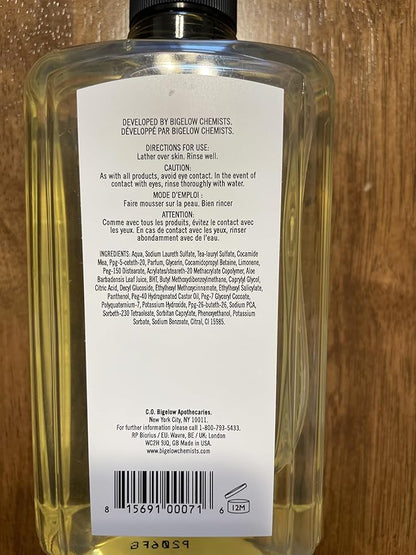 DEVELOPED BY BIGELOW CHEMISTS.
DÉVELOPPÉ PAR BIGELOW CHEMISTS.
DIRECTIONS FOR USE:
Lather over skin. Rinse well.
CAUTION:
As with all products, avoid eye contact. In the event of
contact with eyes, rinse thoroughly with water.
MODE D'EMPLOI :
Faire mousser sur la peau. Bien rincer
ATTENTION:
Comme avec tous les produits, évitez le contact avec
les yeux. En cas de contact avec les yeux, rincer
abondamment avec de l'eau.
INGREDIENTS: Aqua, Sodium Laureth Sulfate, Tea-lauryl Sulfate, Cocamide
Mea, Ppg-5-ceteth-20, Parfum, Glycerin, Cocamidopropyl Betaine, Limonene,
Peg-150 Distearate, Acrylates/steareth-20 Methacrylate Copolymer, Aloe
Barbadensis Leaf Juice, BHT, Butyl Methoxydibenzoylmethane, Caprylyl Glycol,
Citric Acid, Decyl Glucoside, Ethylhexyl Methoxycinnamate, Ethylhexyl Salicylate,
Panthenol, Peg-40 Hydrogenated Castor Oil, Peg-7 Glyceryl Cocoate,
Polyquaternium-7, Potassium Hydroxide, Ppg-26-buteth-26, Sodium PCA,
Sorbeth-230 Tetraoleate, Sorbitan Caprylate, Phenoxyethanol, Potassium
Sorbate, Sodium Benzoate, Citral, CI 15985.
C.O. Bigelow Apothecaries.
New York City, NY 10011.
For further information please call 1-800-793-5433.
RP Biorius / EU: Wavre, BE / UK: London
WC2H 9JQ, GB Made in USA.
www.bigelowchemists.com
8 15691 00071 6
12M